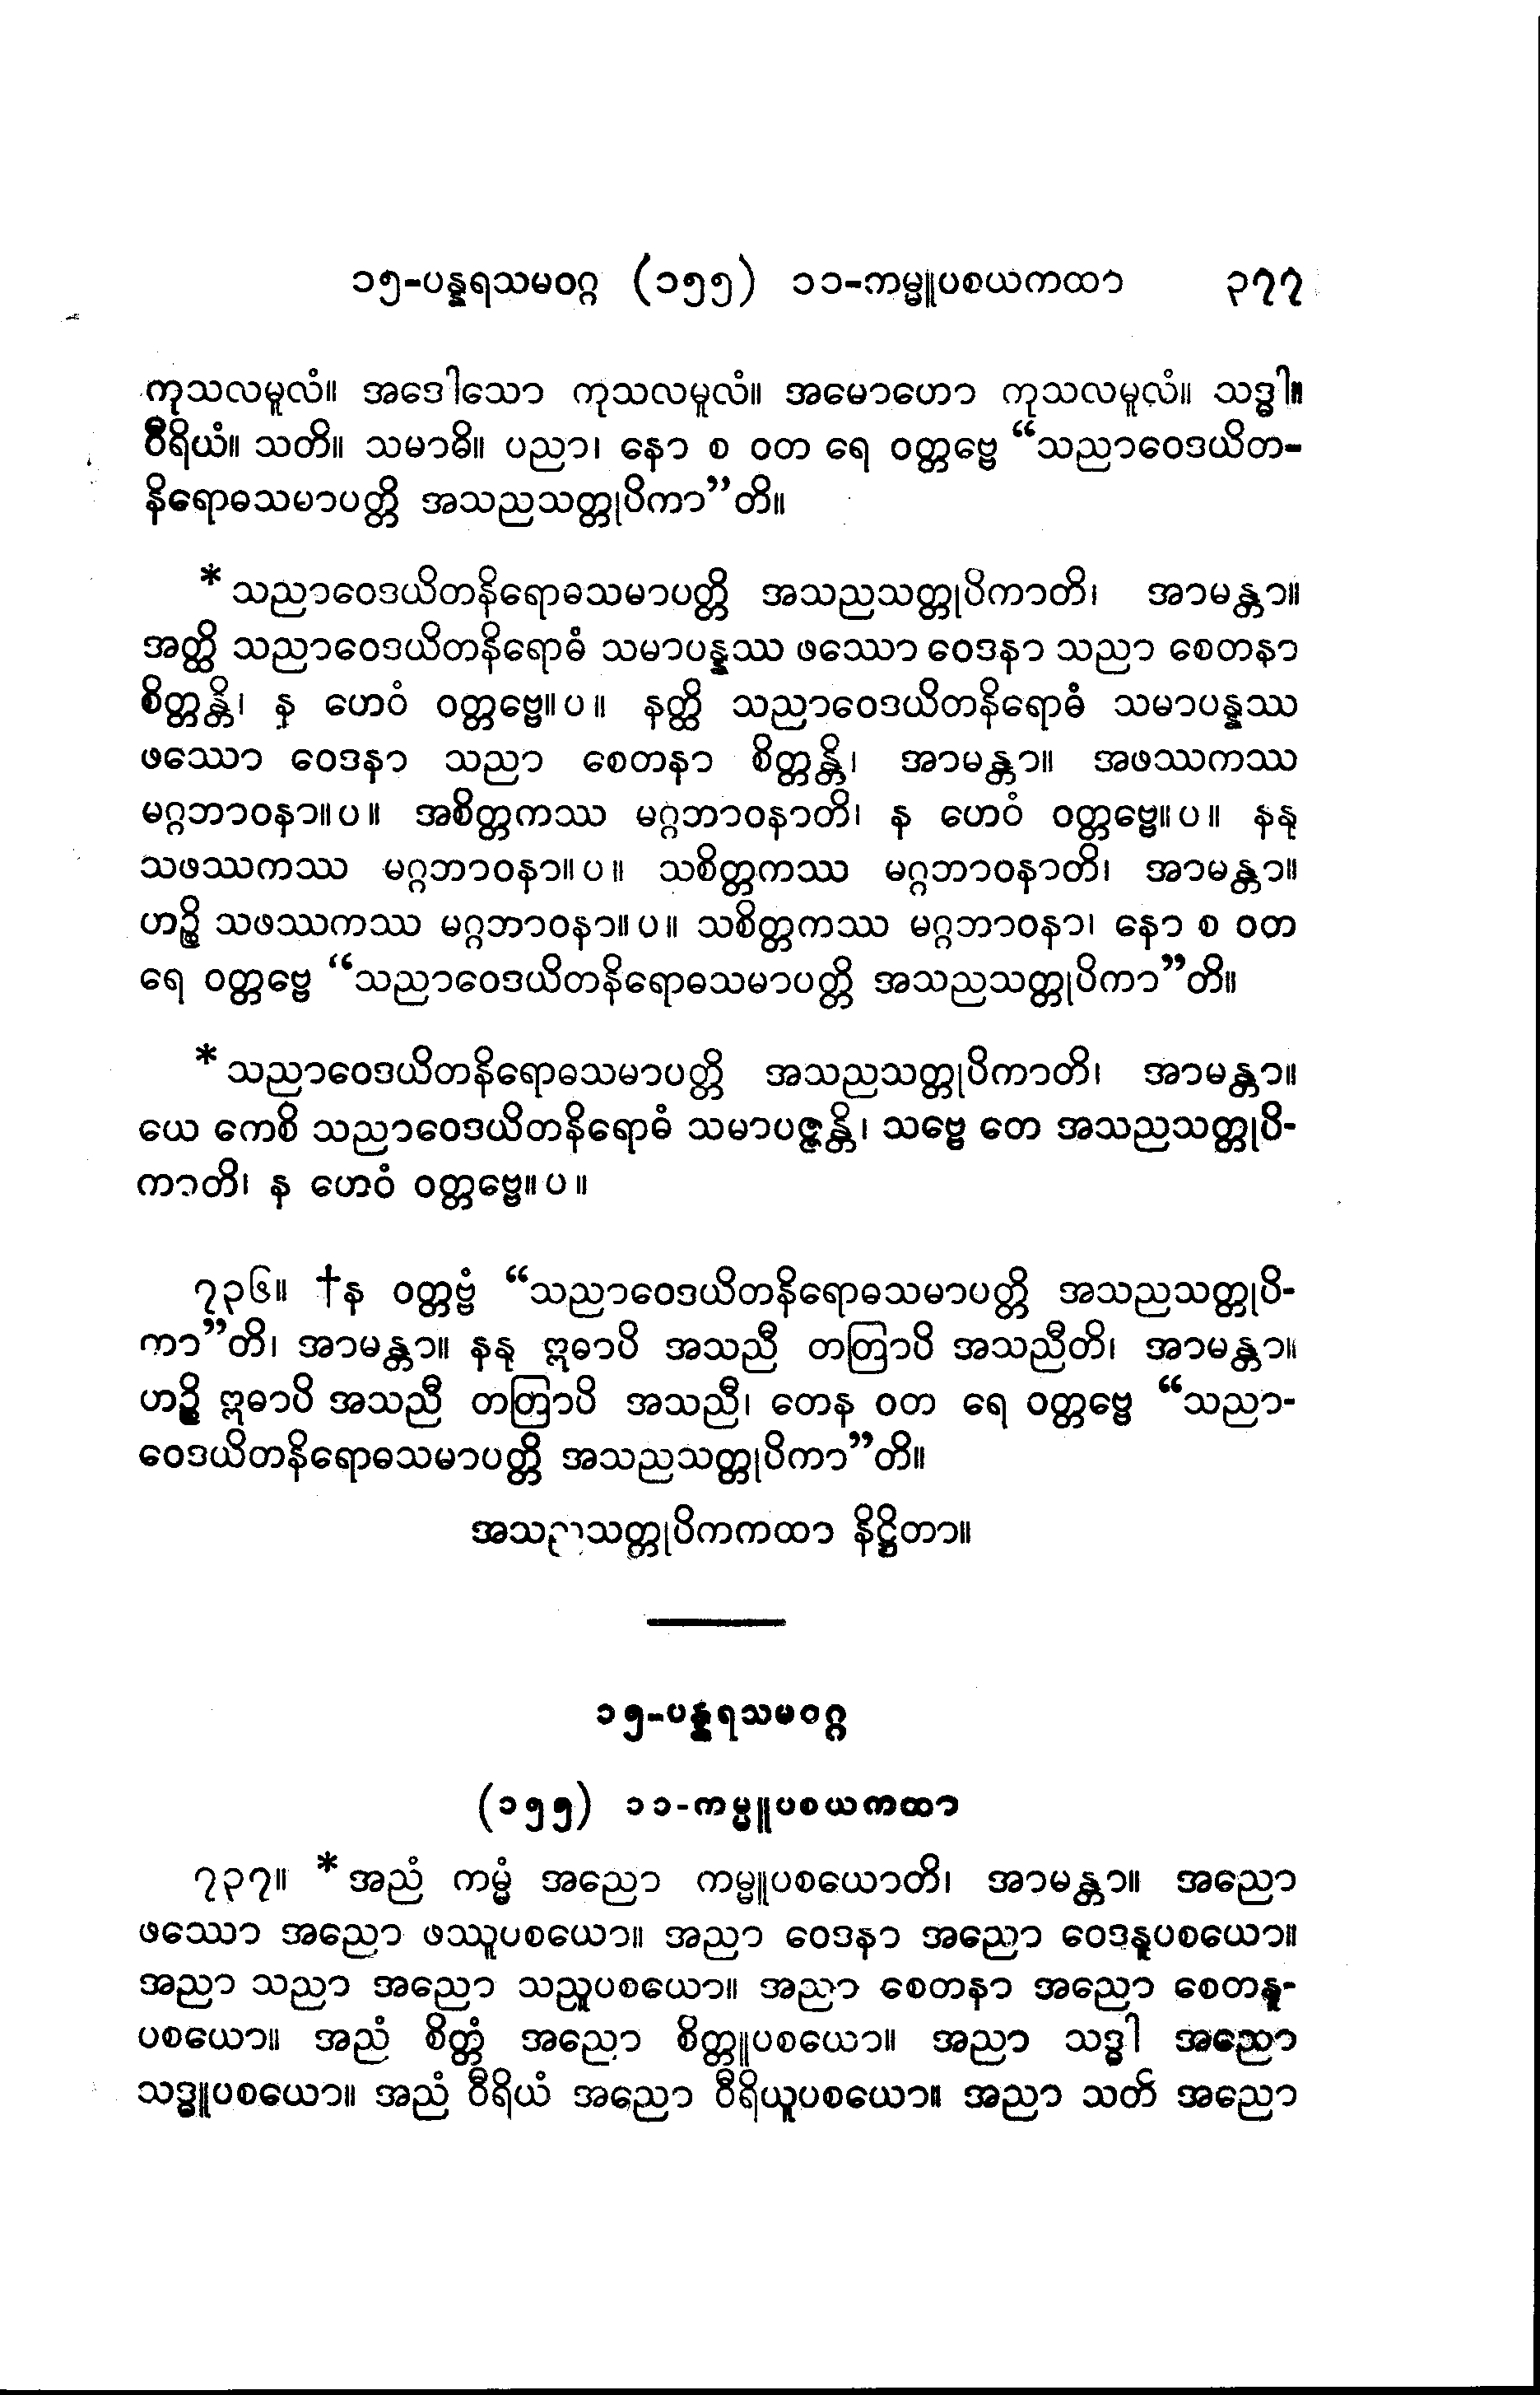 ၁၅-ပန္နရသမဝဂ္ဂ (၁၅၅) ၁၁-ကမ္မူပစယကထာ ၃၇၇
ကုသလမူလံ။ အဒေါသော ကုသလမူလံ။ အမောဟော ကုသလမူလံ။ သဒ္ဓါ။
ဝီရိယံ။ သတိ။ သမာဓိ။ ပညာ၊ နော စ ဝတ ရေ ဝတ္တဗ္ဗေ “သညာဝေဒယိတ-
နိရောဓသမာပတ္တိ အသညသတ္တုပိကာ”တိ။
* သညာဝေဒယိတနိရောဓသမာပတ္တိ အသညသတ္တုပိကာတိ၊ အာမန္တာ။
အတ္ထိ သညာဝေဒယိတနိရောဓံ သမာပန္နဿ ဖဿော ဝေဒနာ သညာ စေတနာ
စိတ္တန္တိ၊ န ဟေဝံ ဝတ္တဗ္ဗေ။ပ။ နတ္ထိ သညာဝေဒယိတနိရောဓံ သမာပန္နဿ
ဖဿော ဝေဒနာ သညာ စေတနာ စိတ္တန္တိ၊ အာမန္တာ။ အဖဿကဿ
မဂ္ဂဘာဝနာ။ပ။ အစိတ္တကဿ မဂ္ဂဘာဝနာတိ၊ န ဟေဝံ ဝတ္တဗ္ဗေ။ပ။ နနု
သဖဿကဿ မဂ္ဂဘာဝနာ။ပ။ သစိတ္တကဿ မဂ္ဂဘာဝနာတိ၊ အာမန္တာ။
ဟဉ္စိ သဖဿကဿ မဂ္ဂဘာဝနာ။ပ။ သစိတ္တကဿ မဂ္ဂဘာဝနာ၊ နော စ ဝတ
ရေ ဝတ္တဗ္ဗေ “သညာဝေဒယိတနိရောဓသမာပတ္တိ အသညသတ္တုပိကာ”တိ။
* သညာဝေဒယိတနိရောဓသမာပတ္တိ အသညသတ္တုပိကာတိ၊ အာမန္တာ။
ယေ ကေစိ သညာဝေဒယိတနိရောဓံ သမာပဇ္ဇန္တိ၊ သဗ္ဗေ တေ အသညသတ္တုပိ-
ကာတိ၊ န ဟေဝံ ဝတ္တဗ္ဗေ။ပ။
၇၃၆။ †န ဝတ္တဗ္ဗံ “သညာဝေဒယိတနိရောဓသမာပတ္တိ အသညသတ္တုပိ-
ကာ”တိ၊ အာမန္တာ။ နနု ဣဓာပိ အသညီ တတြာပိ အသညီတိ၊ အာမန္တာ။
ဟဉ္စိ ဣဓာပိ အသညီ တတြာပိ အသညီ၊ တေန ဝတ ရေ ဝတ္တဗ္ဗေ “သညာ-
ဝေဒယိတနိရောဓသမာပတ္တိ အသညသတ္တုပိကာ”တိ။
အသညသတ္တုပိကကထာ နိဋ္ဌိတာ။
၁၅-ပန္နရသမဝဂ္ဂ
(၁၅၅) ၁၁-ကမ္မူပစယကထာ
၇၃၇။ * အညံ ကမ္မံ အညော ကမ္မူပစယောတိ၊ အာမန္တာ။ အညော
ဖဿော အညော ဖဿူပစယော။ အညာ ဝေဒနာ အညော ဝေဒနူပစယော။
အညာ သညာ အညော သညူပစယော။ အညာ စေတနာ အညော စေတနူ-
ပစယော။ အညံ စိတ္တံ အညော စိတ္တူပစယော။ အညာ သဒ္ဓါ အညော
သဒ္ဓူပစယော။ အညံ ဝီရိယံ အညော ဝီရိယူပစယော။ အညာ သတိ အညော